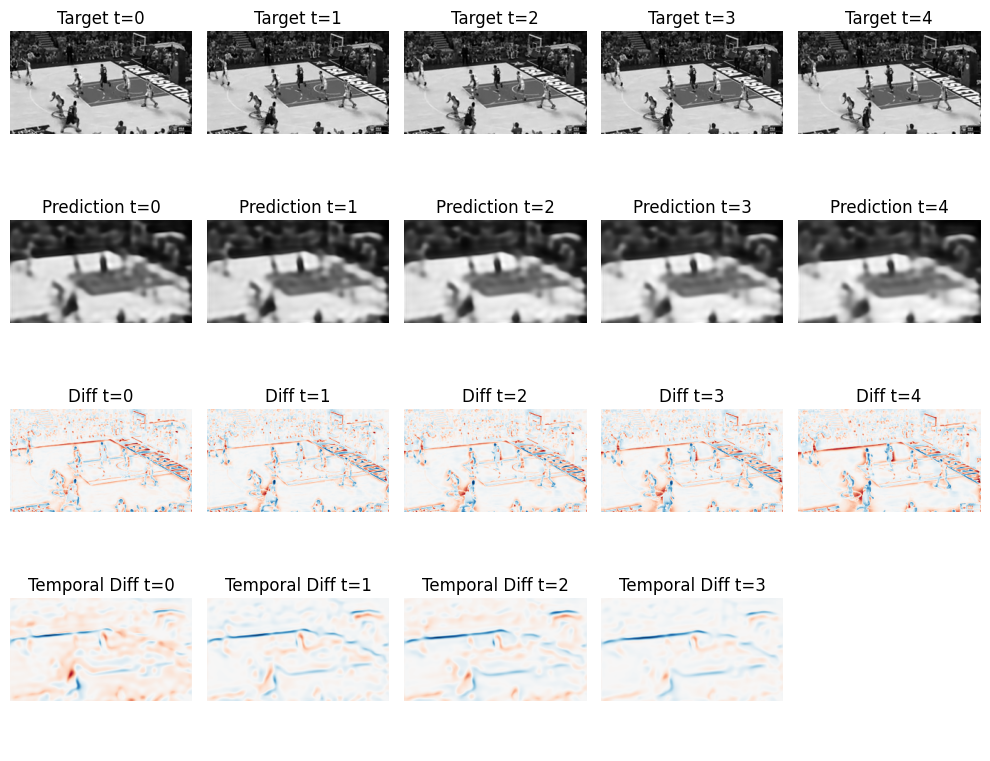 Target t=0 Target t=1 Target t=2 Target t=3 Target t=4
Prediction t=0 Prediction t=1 Prediction t=2 Prediction t=3 Prediction t=4
Diff t=0 Diff t=1 Diff t=2 Diff t=3 Diff t=4
Temporal Diff t=0 Temporal Diff t=1 Temporal Diff t=2 Temporal Diff t=3